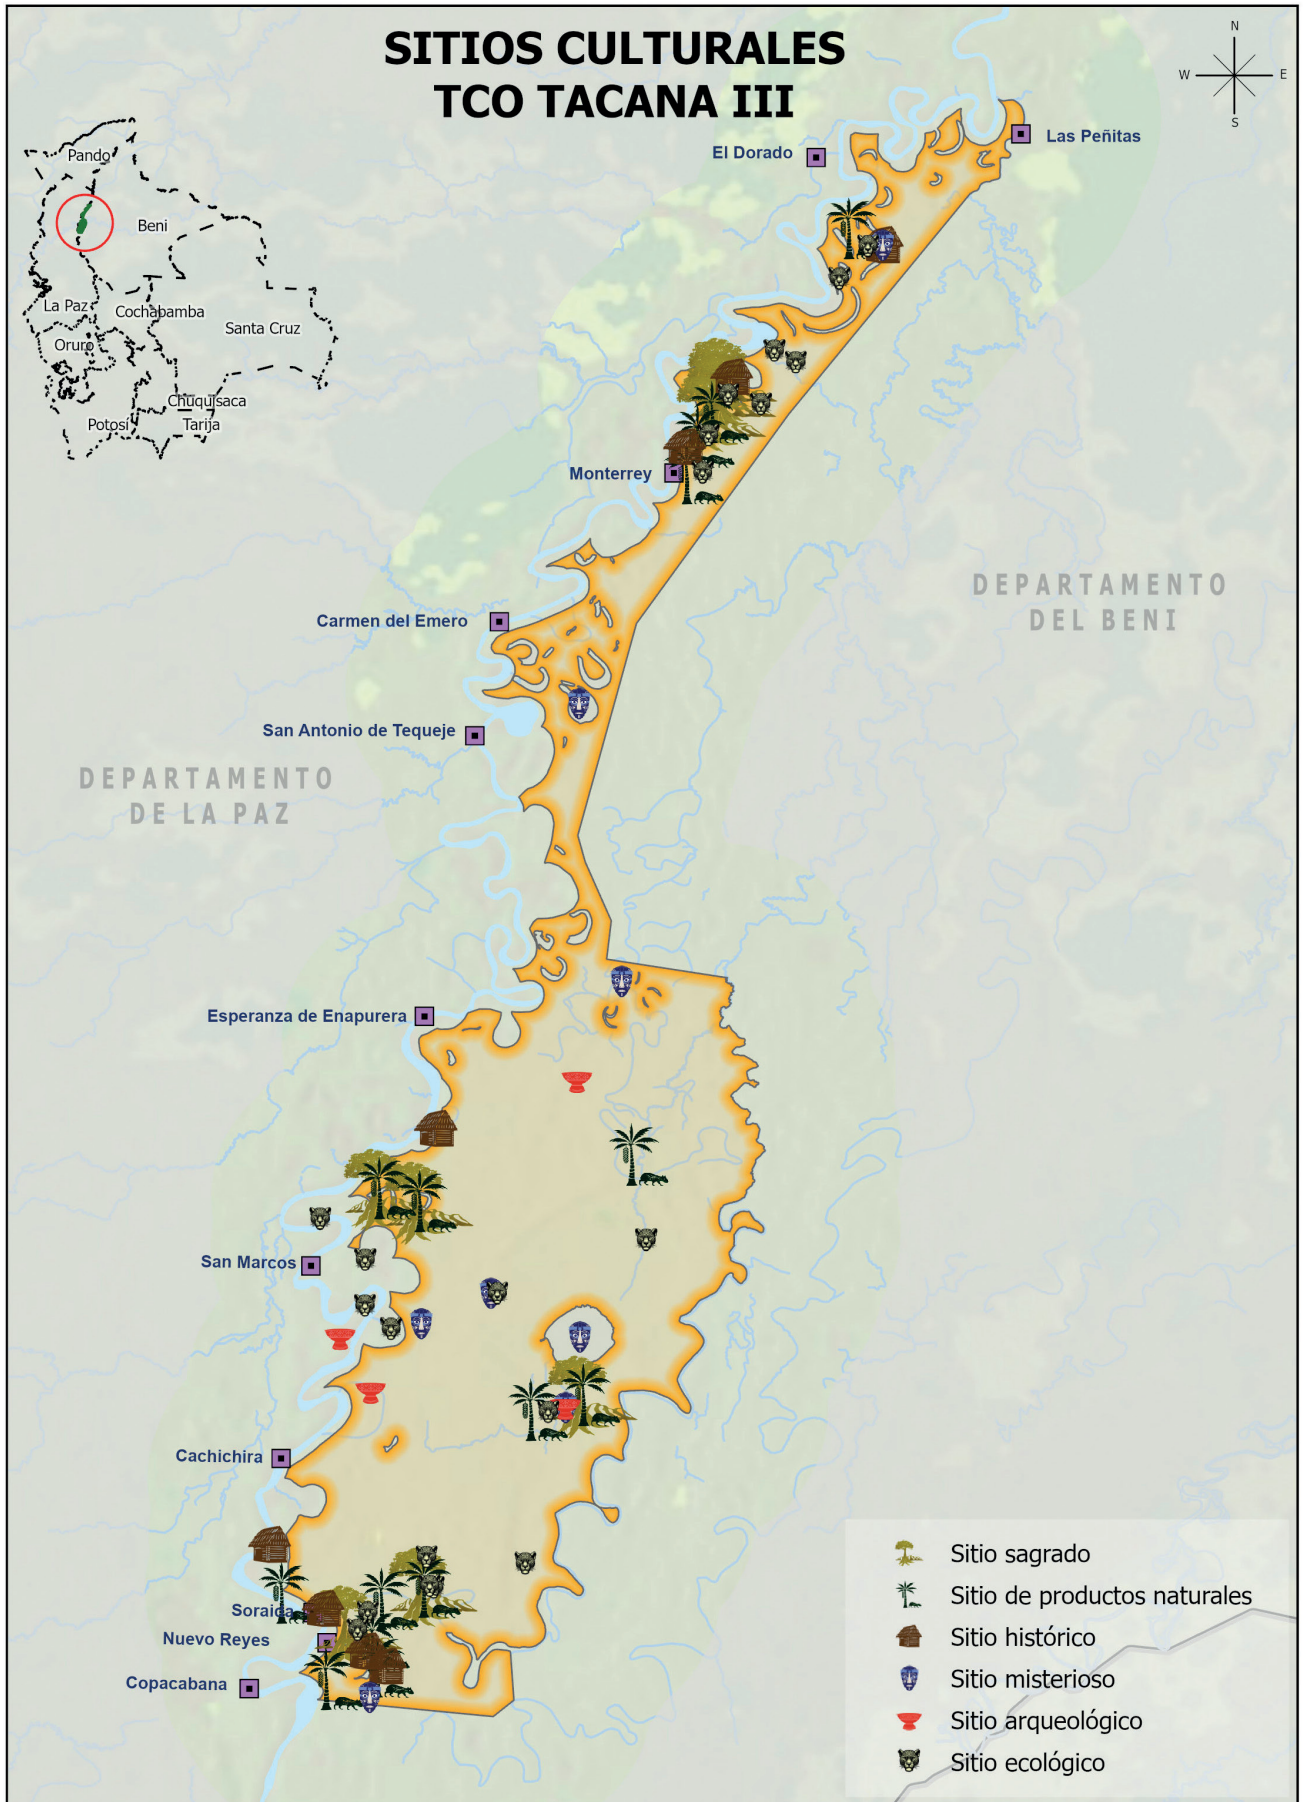 SITIOS CULTURALES
TCO TACANA III
N
W
E
S
Pando
Beni
La Paz
Cochabamba
Oruro
Santa Cruz
Chuquisaca
Potosí
Tarija
El Dorado
Las Peñitas
Monterrey
DEPARTAMENTO
DEL BENI
Carmen del Emero
San Antonio de Tequeje
DEPARTAMENTO
DE LA PAZ
Esperanza de Enapurera
San Marcos
Cachichira
Soraida
Nuevo Reyes
Copacabana
Sitio sagrado
Sitio de productos naturales
Sitio histórico
Sitio misterioso
Sitio arqueológico
Sitio ecológico